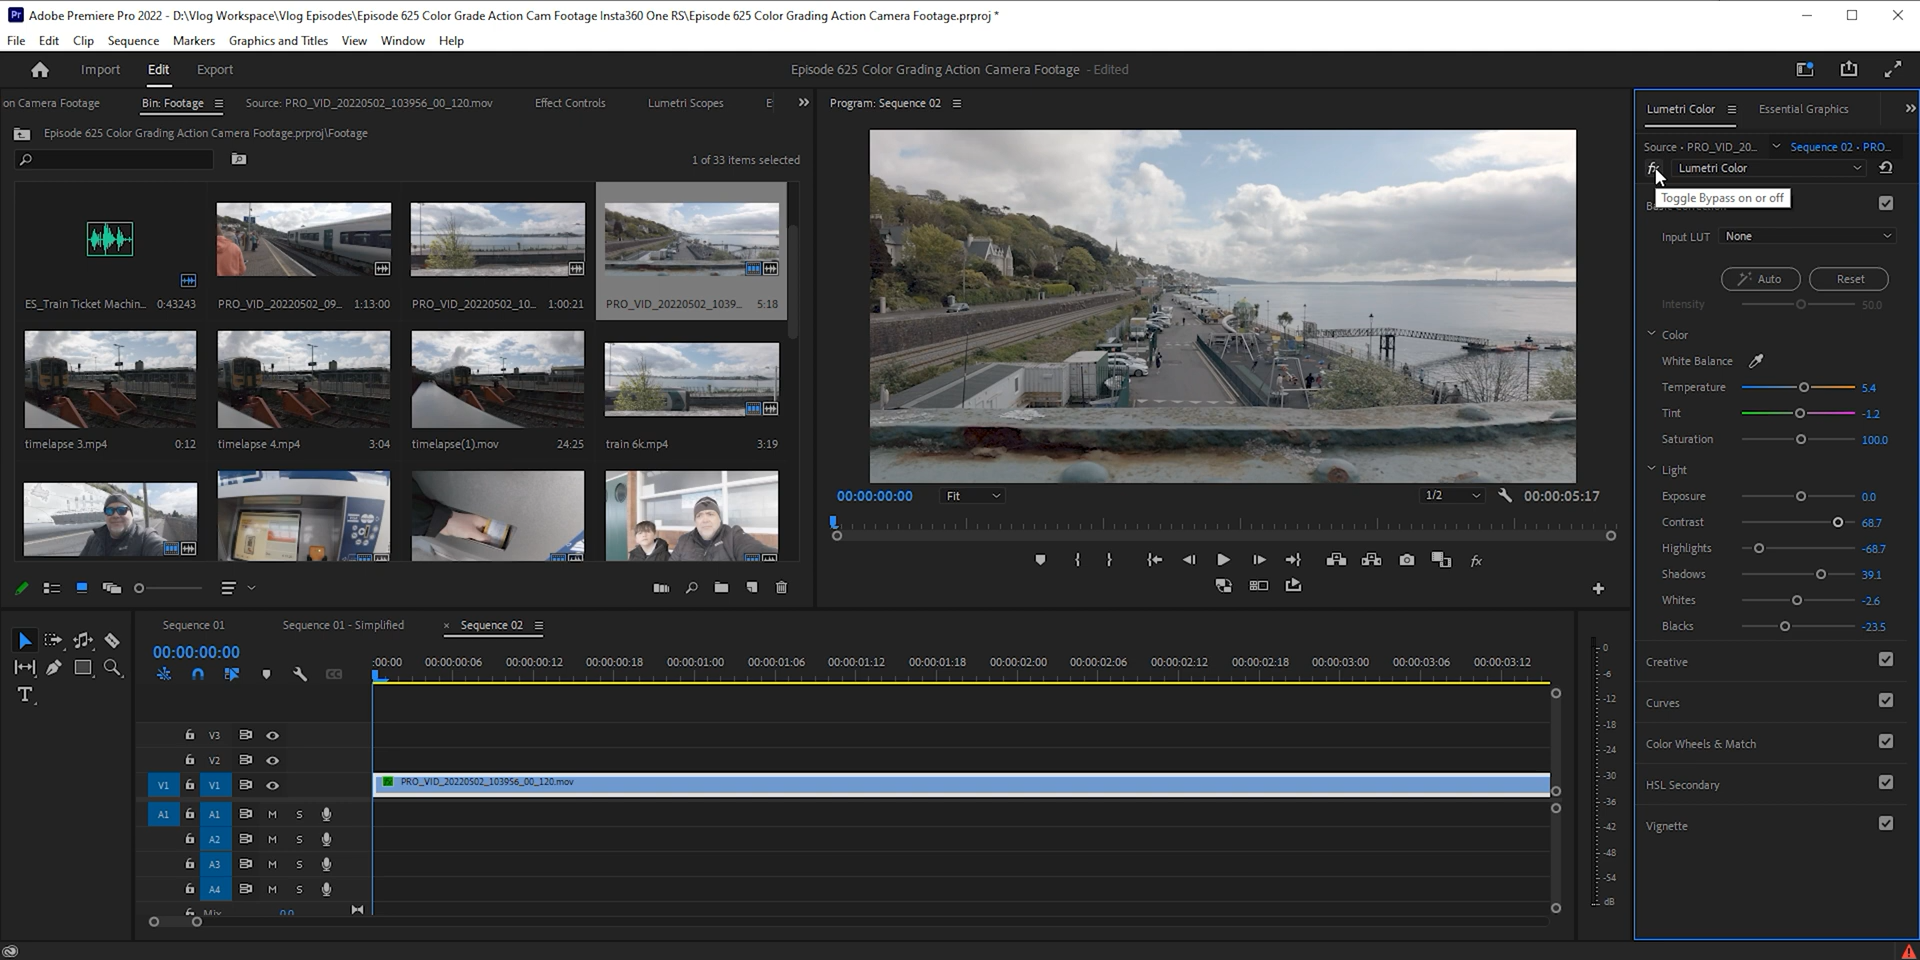 Adobe Premiere Pro 2022 - D:\Vlog Workspace\Vlog Episodes\Episode 625 Color Grade Action Cam Footage Insta360 One RS\Episode 625 Color Grading Action Camera Footage.prproj *
File Edit Clip Sequence Markers Graphics and Titles View Window Help
Import Edit Export
Episode 625 Color Grading Action Camera Footage - Edited
on Camera Footage Bin: Footage Source: PRO_VID_20220502_103956_00_120.mov Effect Controls Lumetri Scopes E
Episode 625 Color Grading Action Camera Footage.prproj\Footage
1 of 33 items selected
ES_Train Ticket Machin... 0:43243
PRO_VID_20220502_09... 1:13:00
PRO_VID_20220502_10... 1:00:21
PRO_VID_20220502_1039... 5:18
timelapse 3.mp4 0:12
timelapse 4.mp4 3:04
timelapse(1).mov 24:25
train 6k.mp4 3:19
Program: Sequence 02
00:00:00:00 Fit 1/2 00:00:05:17
fx
Lumetri Color Essential Graphics
Source • PRO_VID_20... Sequence 02 • PRO...
fx Lumetri Color
Toggle Bypass on or off
Input LUT None
Auto Reset
Intensity 50.0
Color
White Balance
Temperature 5.4
Tint -1.2
Saturation 100.0
Light
Exposure 0.0
Contrast 68.7
Highlights -68.7
Shadows 39.1
Whites -2.6
Blacks -23.5
Creative
Curves
Color Wheels & Match
HSL Secondary
Vignette
Sequence 01 Sequence 01 - Simplified × Sequence 02
00:00:00:00
:00:00 00:00:00:06 00:00:00:12 00:00:00:18 00:00:01:00 00:00:01:06 00:00:01:12 00:00:01:18 00:00:02:00 00:00:02:06 00:00:02:12 00:00:02:18 00:00:03:00 00:00:03:06 00:00:03:12
CC
V3
V2
V1 V1
PRO_VID_20220502_103956_00_120.mov
A1 A1 M S
A2 M S
A3 M S
A4 M S
Mix 0.0
0
-6
-12
-18
-24
-30
-36
-42
-48
-54
dB